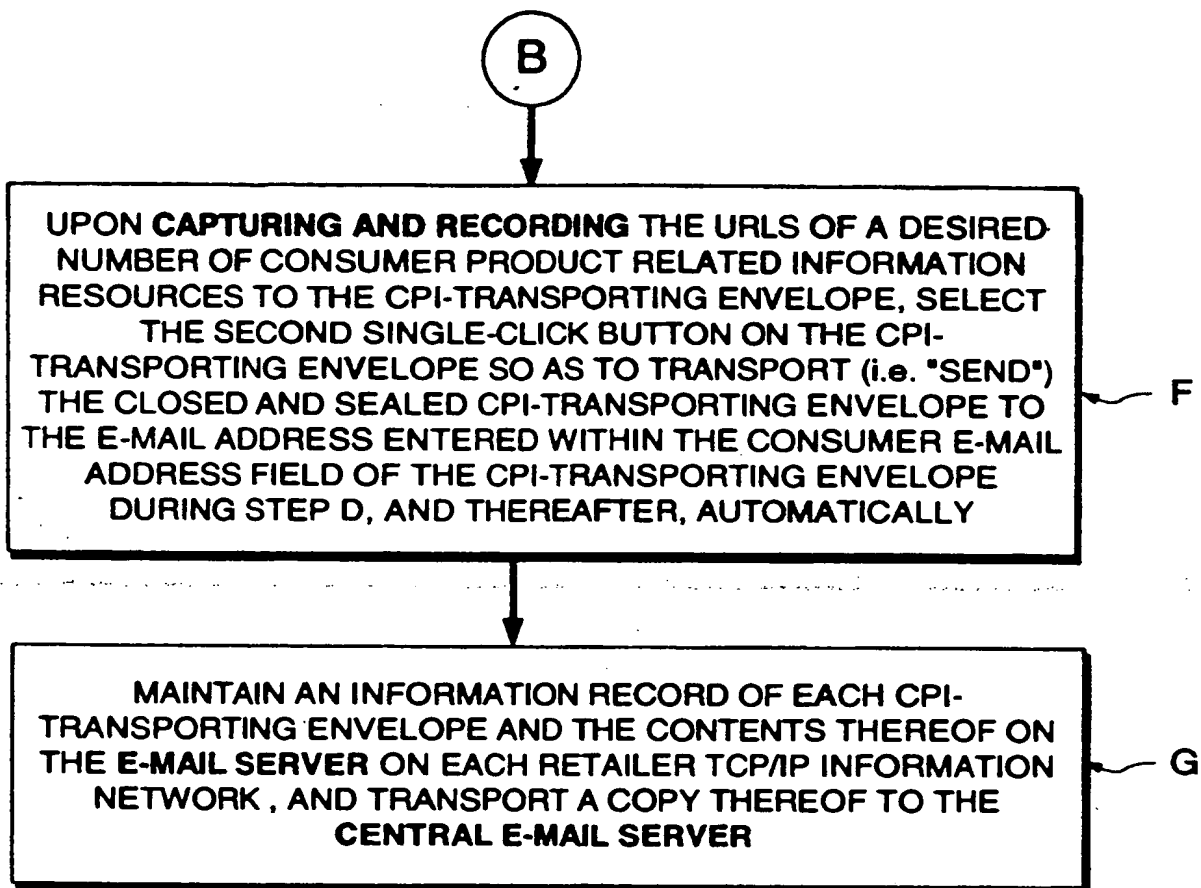 B
UPON CAPTURING AND RECORDING THE URLS OF A DESIRED
NUMBER OF CONSUMER PRODUCT RELATED INFORMATION
RESOURCES TO THE CPI-TRANSPORTING ENVELOPE, SELECT
THE SECOND SINGLE-CLICK BUTTON ON THE CPI-
TRANSPORTING ENVELOPE SO AS TO TRANSPORT (i.e. "SEND")
THE CLOSED AND SEALED CPI-TRANSPORTING ENVELOPE TO
THE E-MAIL ADDRESS ENTERED WITHIN THE CONSUMER E-MAIL
ADDRESS FIELD OF THE CPI-TRANSPORTING ENVELOPE
DURING STEP D, AND THEREAFTER, AUTOMATICALLY
F
MAINTAIN AN INFORMATION RECORD OF EACH CPI-
TRANSPORTING ENVELOPE AND THE CONTENTS THEREOF ON
THE E-MAIL SERVER ON EACH RETAILER TCP/IP INFORMATION
NETWORK , AND TRANSPORT A COPY THEREOF TO THE
CENTRAL E-MAIL SERVER
G